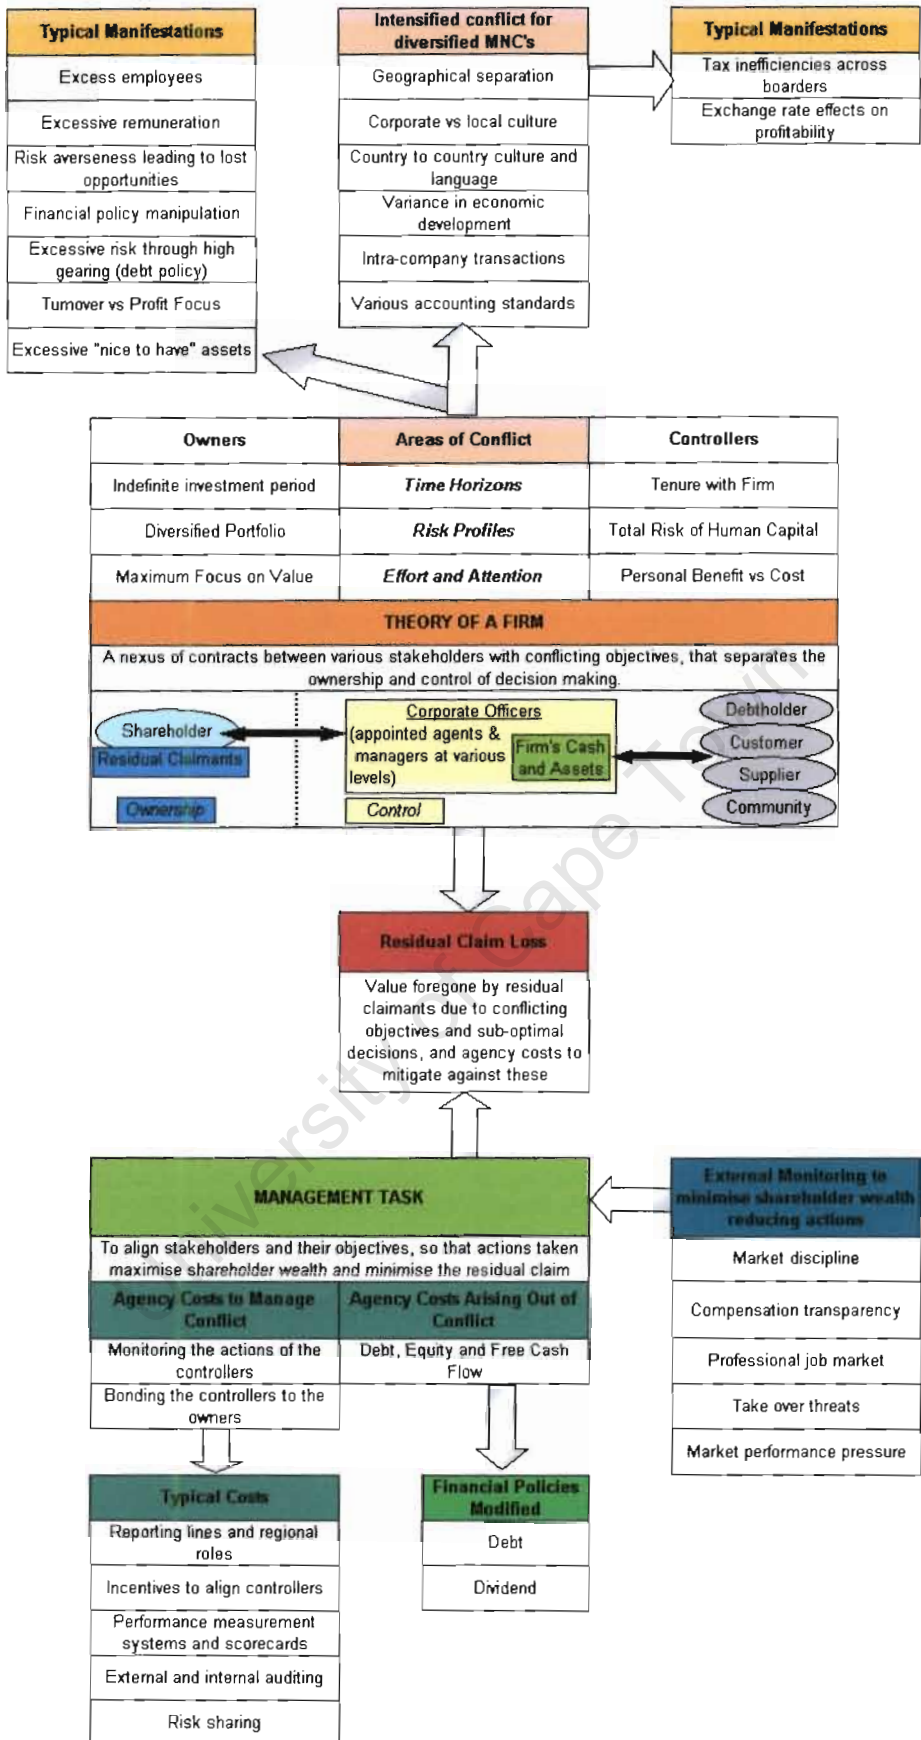 Typical Manifestations
Excess employees
Excessive remuneration
Risk averseness leading to lost
opportunities
Financial policy manipulation
Excessive risk through high
gearing (debt policy)
Turnover vs Profit Focus
Excessive "nice to have" assets
Intensified conflict for
diversified MNC's
Geographical separation
Corporate vs local culture
Country to country culture and
language
Variance in economic
development
Intra-company transactions
Various accounting standards
Typical Manifestations
Tax inefficiencies across
boarders
Exchange rate effects on
profitability
Owners
Areas of Conflict
Controllers
Indefinite investment period
Time Horizons
Tenure with Firm
Diversified Portfolio
Risk Profiles
Total Risk of Human Capital
Maximum Focus on Value
Effort and Attention
Personal Benefit vs Cost
THEORY OF A FIRM
A nexus of contracts between various stakeholders with conflicting objectives, that separates the
ownership and control of decision making.
Shareholder
Residual Claimants
Ownership
Corporate Officers
(appointed agents &
managers at various
levels)
Firm's Cash
and Assets
Control
Debtholder
Customer
Supplier
Community
Residual Claim Loss
Value foregone by residual
claimants due to conflicting
objectives and sub-optimal
decisions, and agency costs to
mitigate against these
MANAGEMENT TASK
To align stakeholders and their objectives, so that actions taken
maximise shareholder wealth and minimise the residual claim
Agency Costs to Manage
Conflict
Agency Costs Arising Out of
Conflict
Monitoring the actions of the
controllers
Debt, Equity and Free Cash
Flow
Bonding the controllers to the
owners
External Monitoring to
minimise shareholder wealth
reducing actions
Market discipline
Compensation transparency
Professional job market
Take over threats
Market performance pressure
Typical Costs
Reporting lines and regional
roles
Incentives to align controllers
Performance measurement
systems and scorecards
External and internal auditing
Risk sharing
Financial Policies
Modified
Debt
Dividend
University of Cape Town